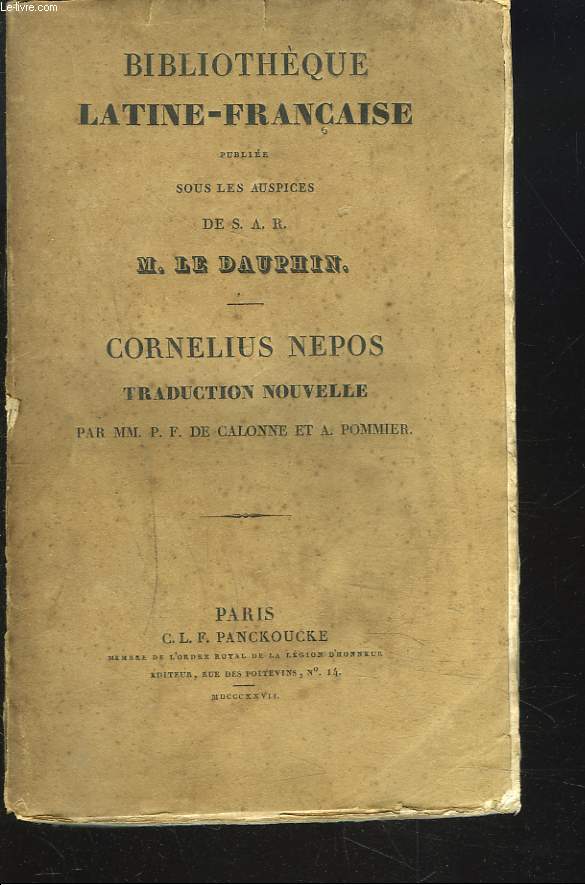 Le-livre.com
BIBLIOTHÈQUE
LATINE-FRANÇAISE
PUBLIÉE
SOUS LES AUSPICES
DE S. A. R.
M. LE DAUPHIN.
CORNELIUS NEPOS
TRADUCTION NOUVELLE
PAR MM. P. F. DE CALONNE ET A. POMMIER.
PARIS
C. L. F. PANCKOUCKE
MEMBRE DE L'ORDRE ROYAL DE LA LÉGION D'HONNEUR
ÉDITEUR, RUE DES POITEVINS, Nº. 14.
MDCCCXXVII.